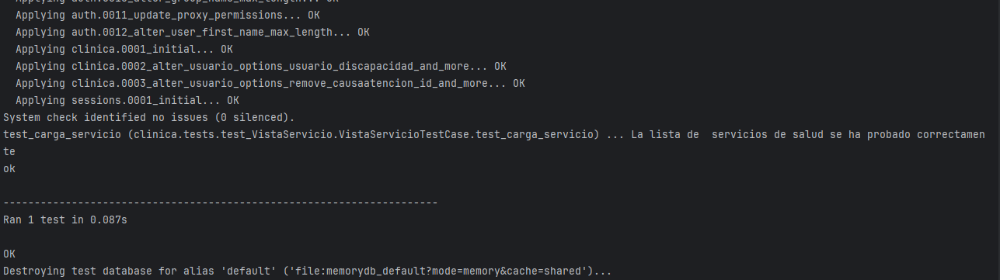 Applying auth.0011_update_proxy_permissions... OK
Applying auth.0012_alter_user_first_name_max_length... OK
Applying clinica.0001_initial... OK
Applying clinica.0002_alter_usuario_options_usuario_discapacidad_and_more... OK
Applying clinica.0003_alter_usuario_options_remove_causaatencion_id_and_more... OK
Applying sessions.0001_initial... OK
System check identified no issues (0 silenced).
test_carga_servicio (clinica.tests.test_VistaServicio.VistaServicioTestCase.test_carga_servicio) ... La lista de  servicios de salud se ha probado correctamen
te
ok
----------------------------------------------------------------------
Ran 1 test in 0.087s
OK
Destroying test database for alias 'default' ('file:memorydb_default?mode=memory&cache=shared')...